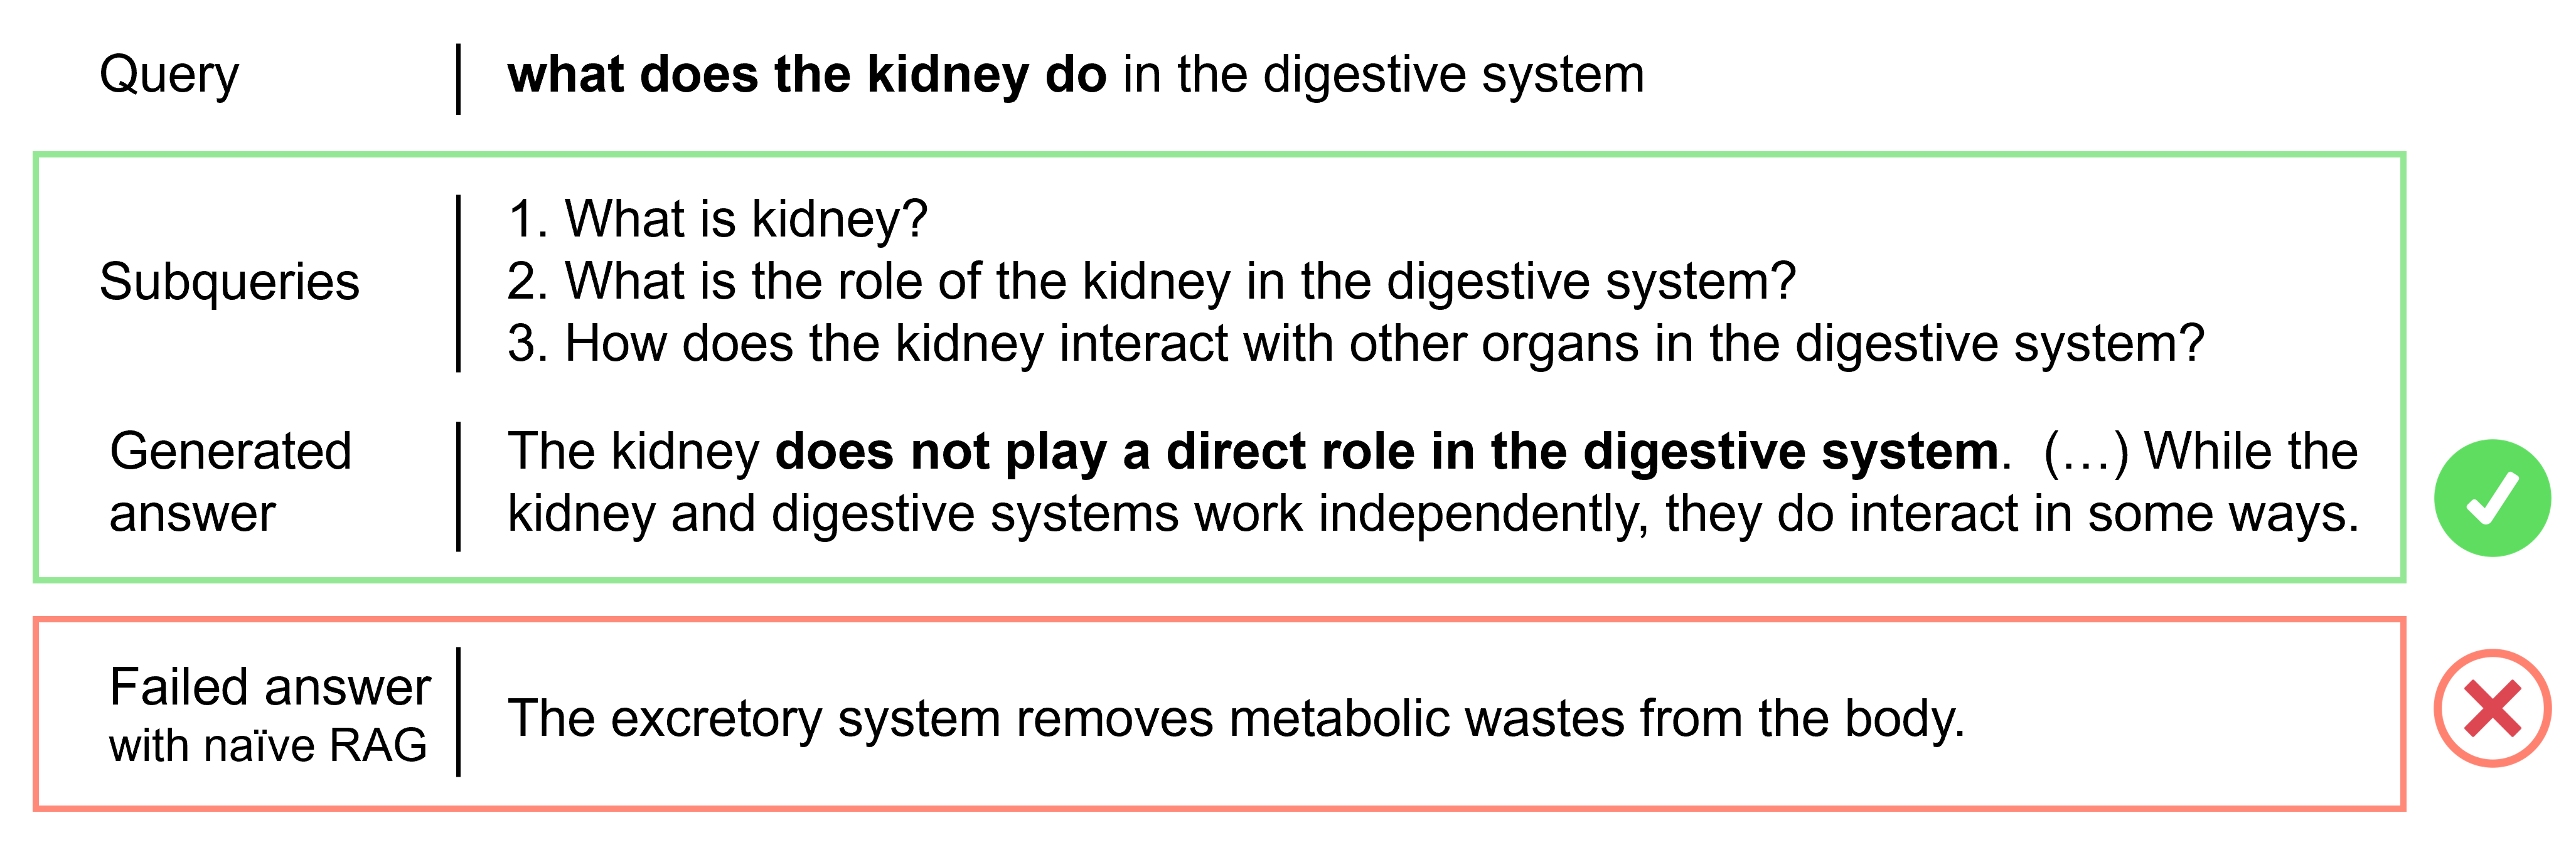 Query
what does the kidney do in the digestive system
Subqueries
1. What is kidney?
2. What is the role of the kidney in the digestive system?
3. How does the kidney interact with other organs in the digestive system?
Generated
answer
The kidney does not play a direct role in the digestive system.  (...) While the
kidney and digestive systems work independently, they do interact in some ways.
Failed answer
with naïve RAG
The excretory system removes metabolic wastes from the body.